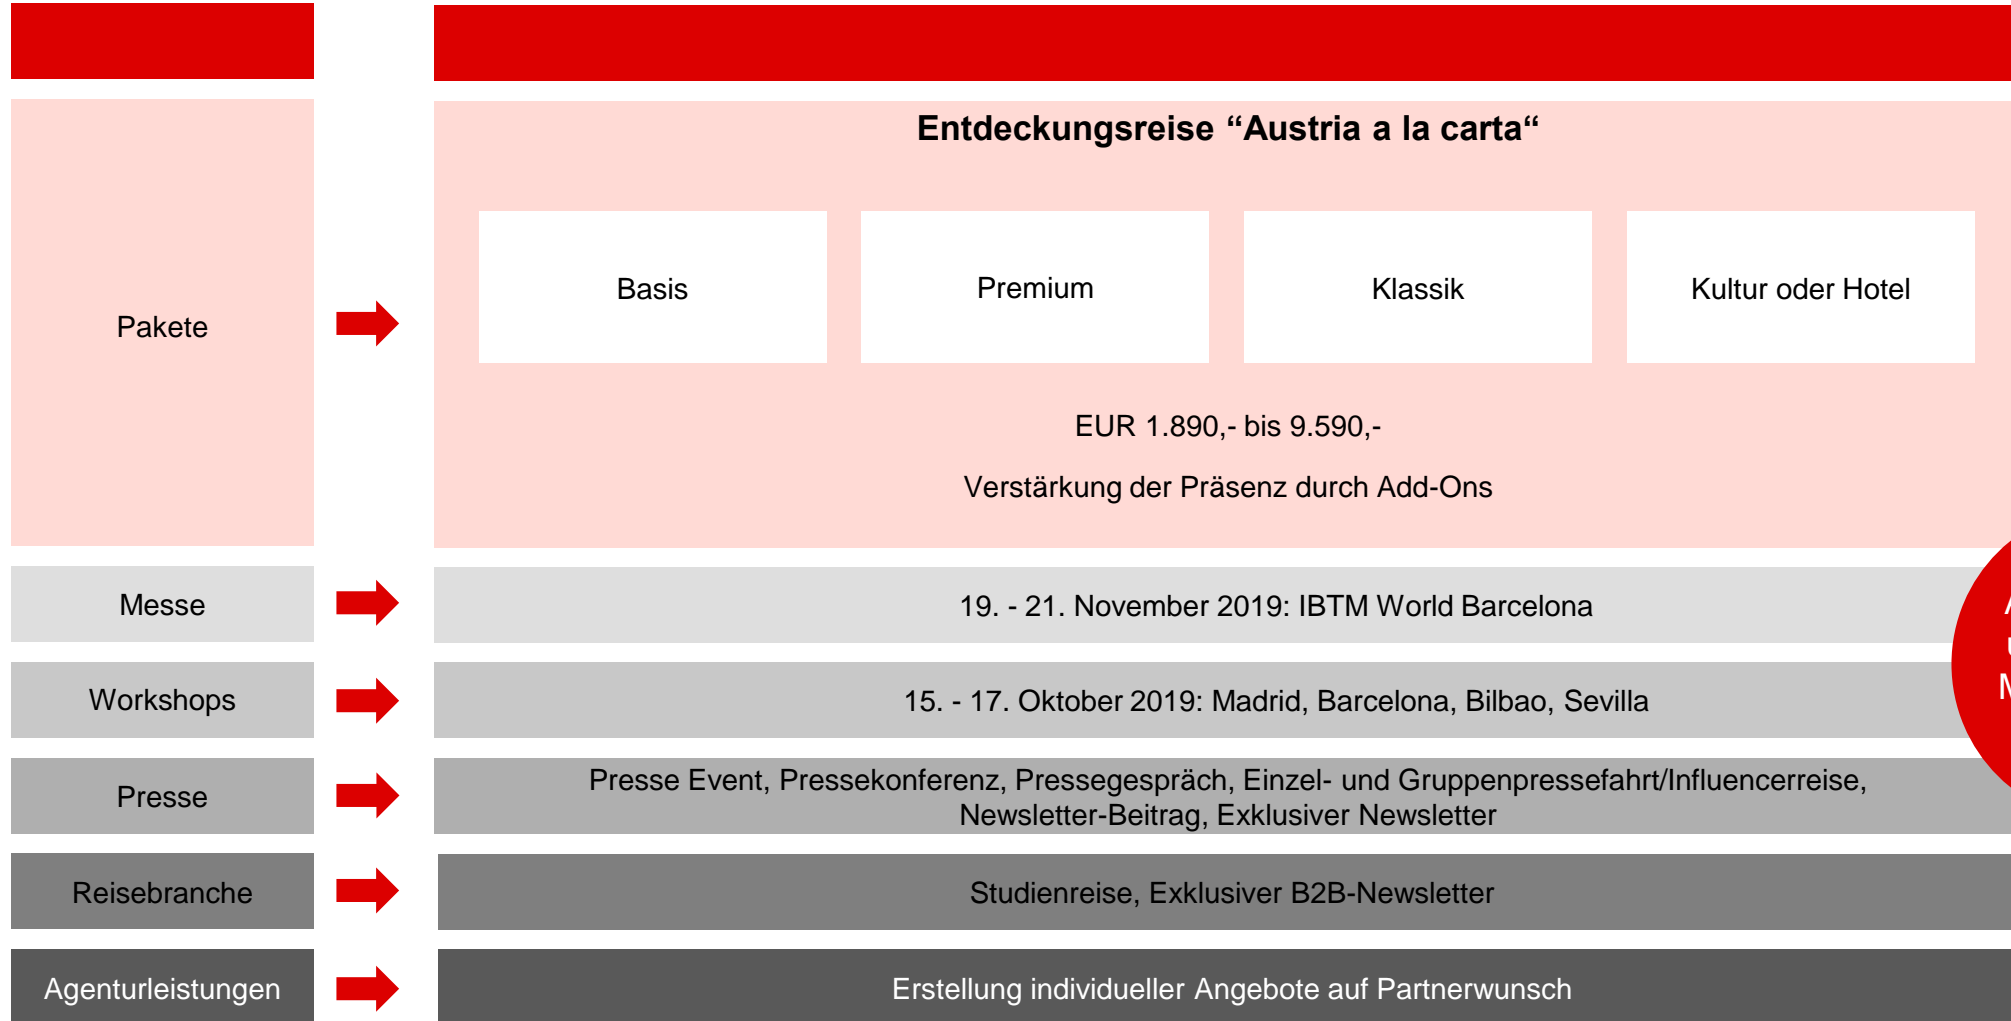 Entdeckungsreise “Austria a la carta“
Pakete
Basis
Premium
Klassik
Kultur oder Hotel
EUR 1.890,- bis 9.590,-
Verstärkung der Präsenz durch Add-Ons
Messe
19. - 21. November 2019: IBTM World Barcelona
Workshops
15. - 17. Oktober 2019: Madrid, Barcelona, Bilbao, Sevilla
Presse
Presse Event, Pressekonferenz, Pressegespräch, Einzel- und Gruppenpressefahrt/Influencerreise,
Newsletter-Beitrag, Exklusiver Newsletter
Reisebranche
Studienreise, Exklusiver B2B-Newsletter
Agenturleistungen
Erstellung individueller Angebote auf Partnerwunsch